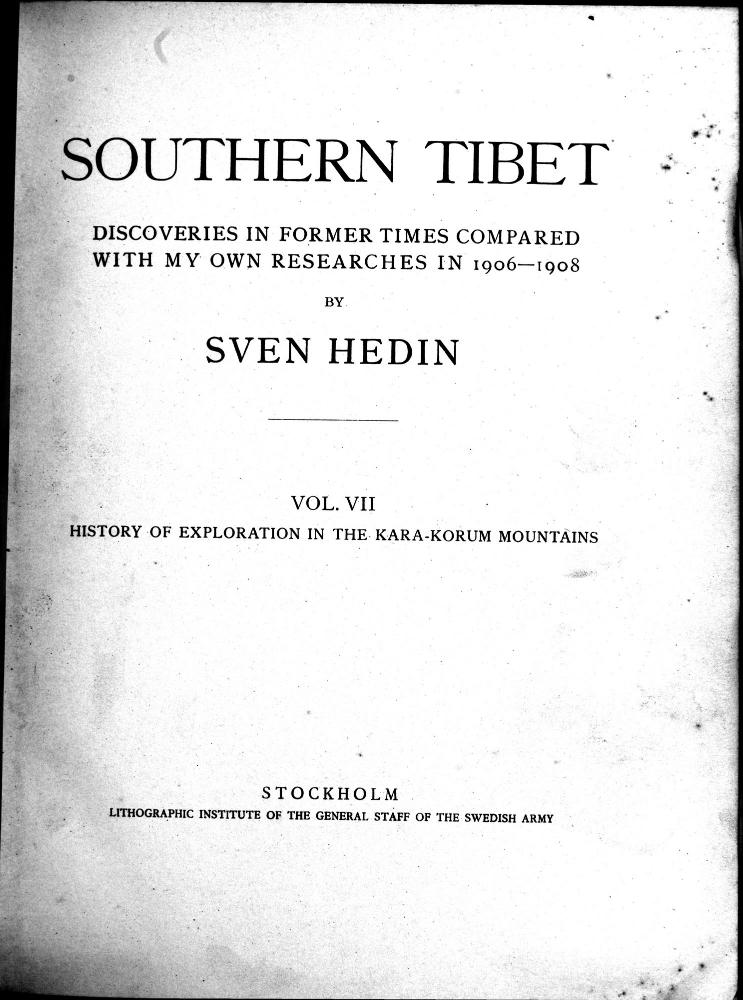 SOUTHERN TIBET
DISCOVERIES IN FORMER TIMES COMPARED
WITH MY OWN RESEARCHES IN 1906—1908
BY
SVEN HEDIN
VOL. VII
HISTORY OF EXPLORATION IN THE KARA-KORUM MOUNTAINS
STOCKHOLM
LITHOGRAPHIC INSTITUTE OF THE GENERAL STAFF OF THE SWEDISH ARMY